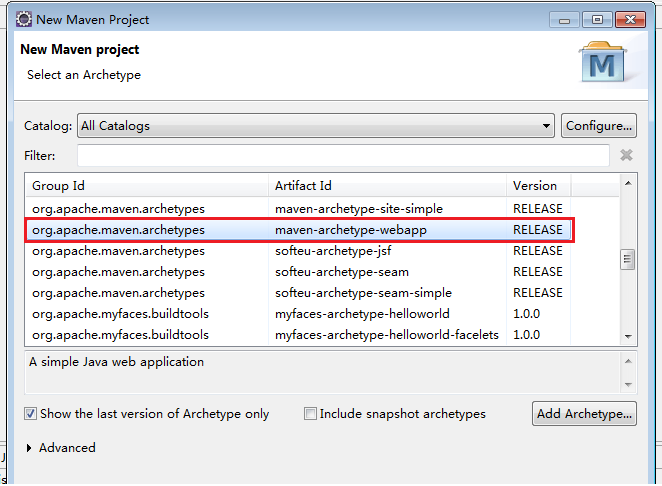 New Maven Project
New Maven project
Select an Archetype
M
Catalog: All Catalogs Configure...
Filter:
Group Id Artifact Id Version
org.apache.maven.archetypes maven-archetype-site-simple RELEASE
org.apache.maven.archetypes maven-archetype-webapp RELEASE
org.apache.maven.archetypes softeu-archetype-jsf RELEASE
org.apache.maven.archetypes softeu-archetype-seam RELEASE
org.apache.maven.archetypes softeu-archetype-seam-simple RELEASE
org.apache.myfaces.buildtools myfaces-archetype-helloworld 1.0.0
org.apache.myfaces.buildtools myfaces-archetype-helloworld-facelets 1.0.0
A simple Java web application
Show the last version of Archetype only Include snapshot archetypes Add Archetype...
Advanced